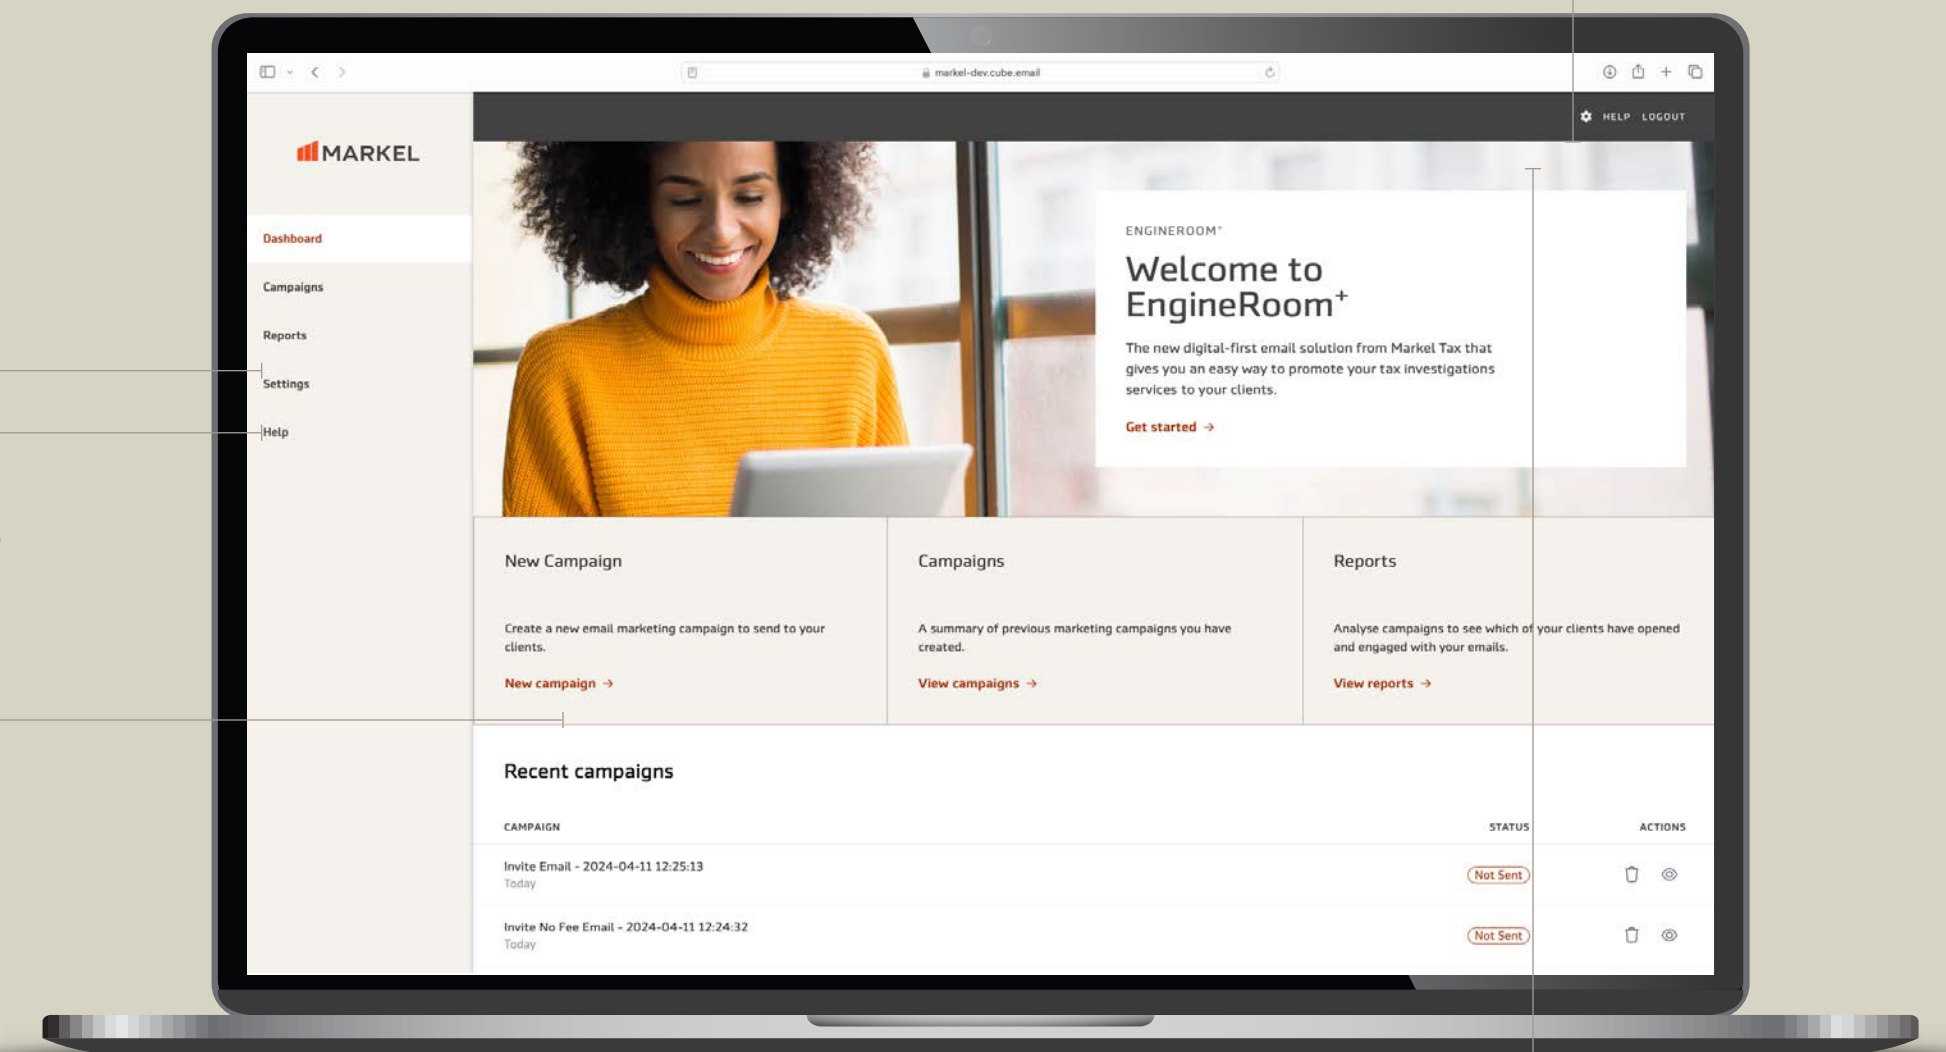 markel-dev.cube.email
HELP LOGOUT
MARKEL
Dashboard
Campaigns
Reports
Settings
Help
ENGINEROOM⁺
Welcome to
EngineRoom⁺
The new digital-first email solution from Markel Tax that
gives you an easy way to promote your tax investigations
services to your clients.
Get started →
New Campaign
Create a new email marketing campaign to send to your
clients.
New campaign →
Campaigns
A summary of previous marketing campaigns you have
created.
View campaigns →
Reports
Analyse campaigns to see which of your clients have opened
and engaged with your emails.
View reports →
Recent campaigns
CAMPAIGN STATUS ACTIONS
Invite Email - 2024-04-11 12:25:13
Today
Not Sent
Invite No Fee Email - 2024-04-11 12:24:32
Today
Not Sent